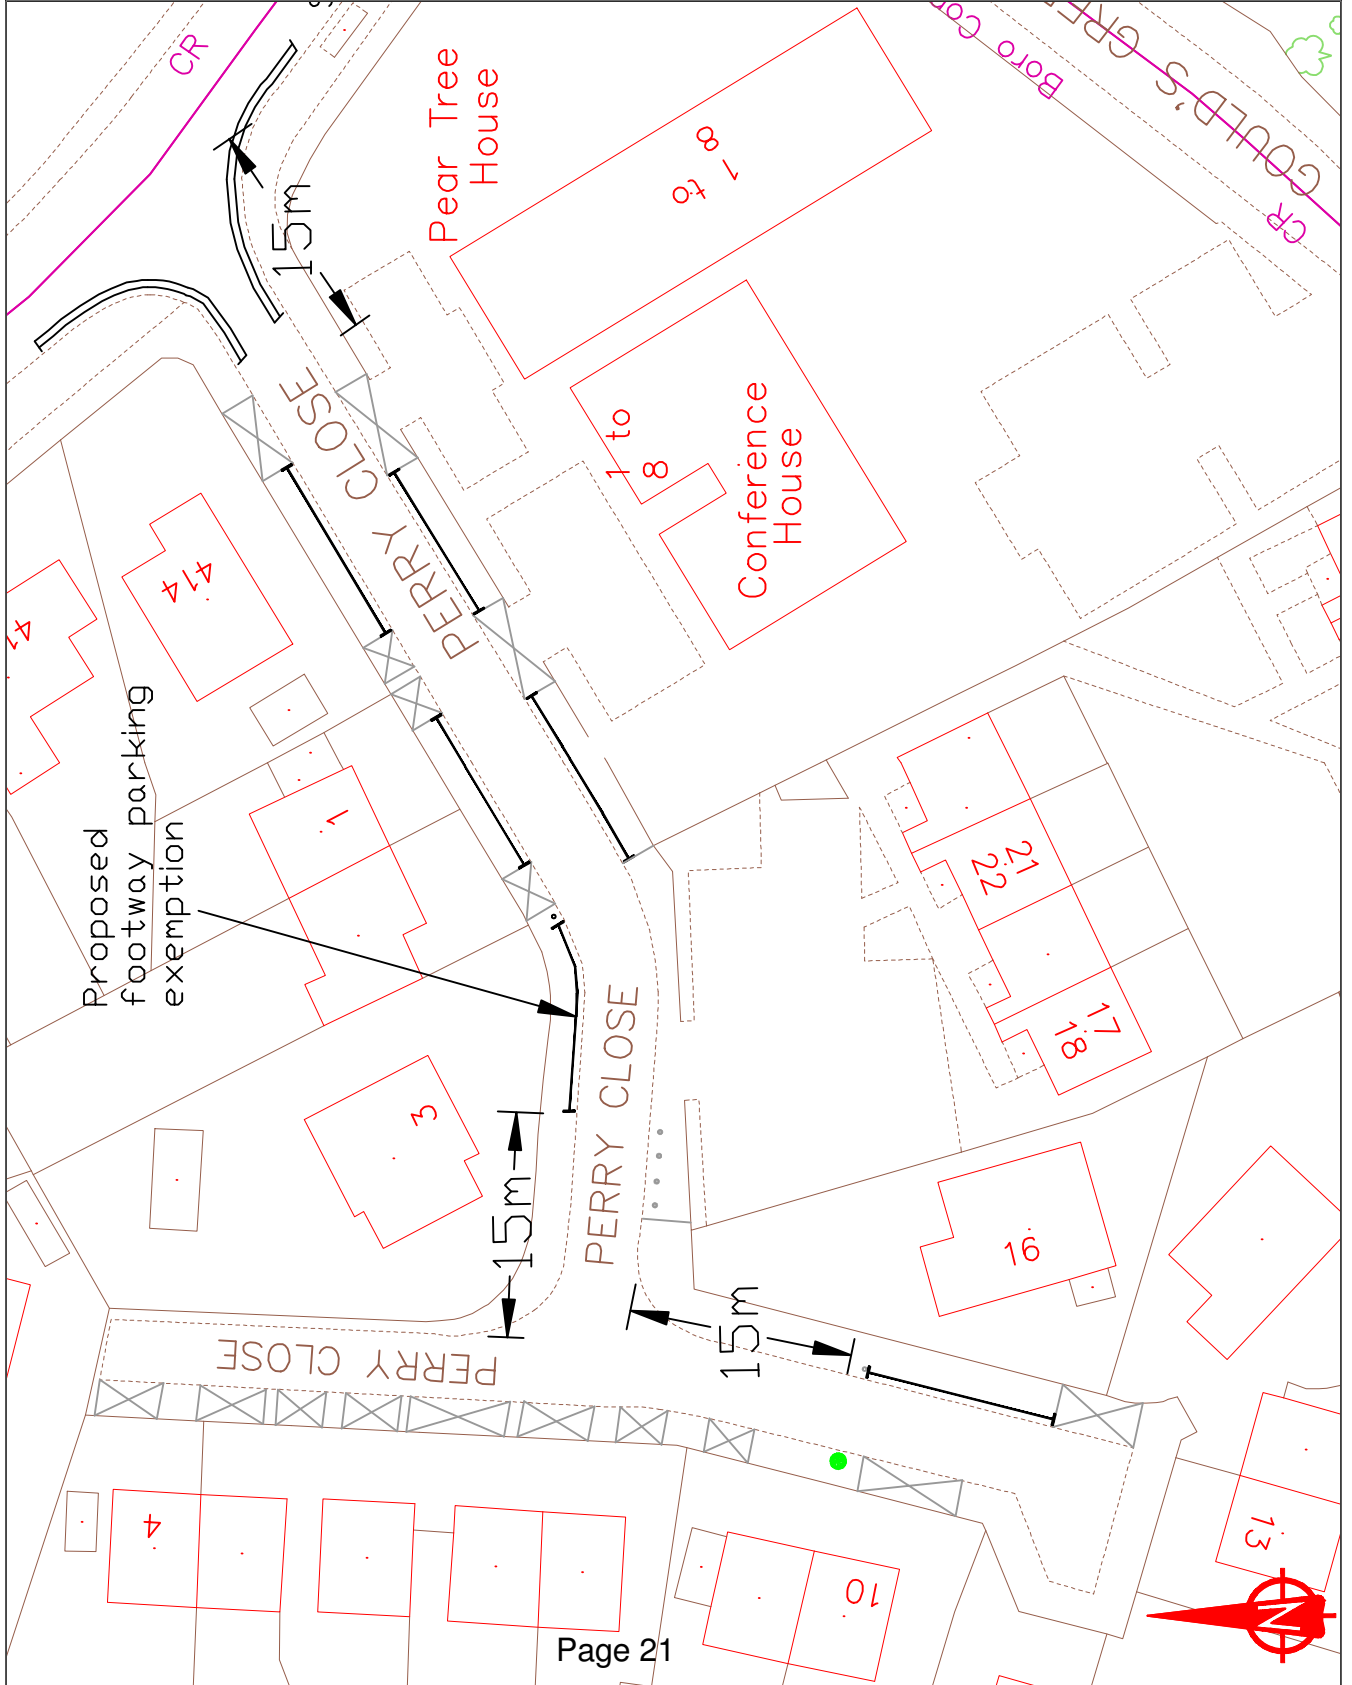 CR
Pear Tree
House
1 to 8
Boro Con
GOULD'S GREE
CR
15m
PERRY CLOSE
1 to
8
Conference
House
414
41
Proposed
footway parking
exemption
1
PERRY CLOSE
3
15m
21
22
17
18
16
15m
PERRY CLOSE
4
10
13
N
Page 21